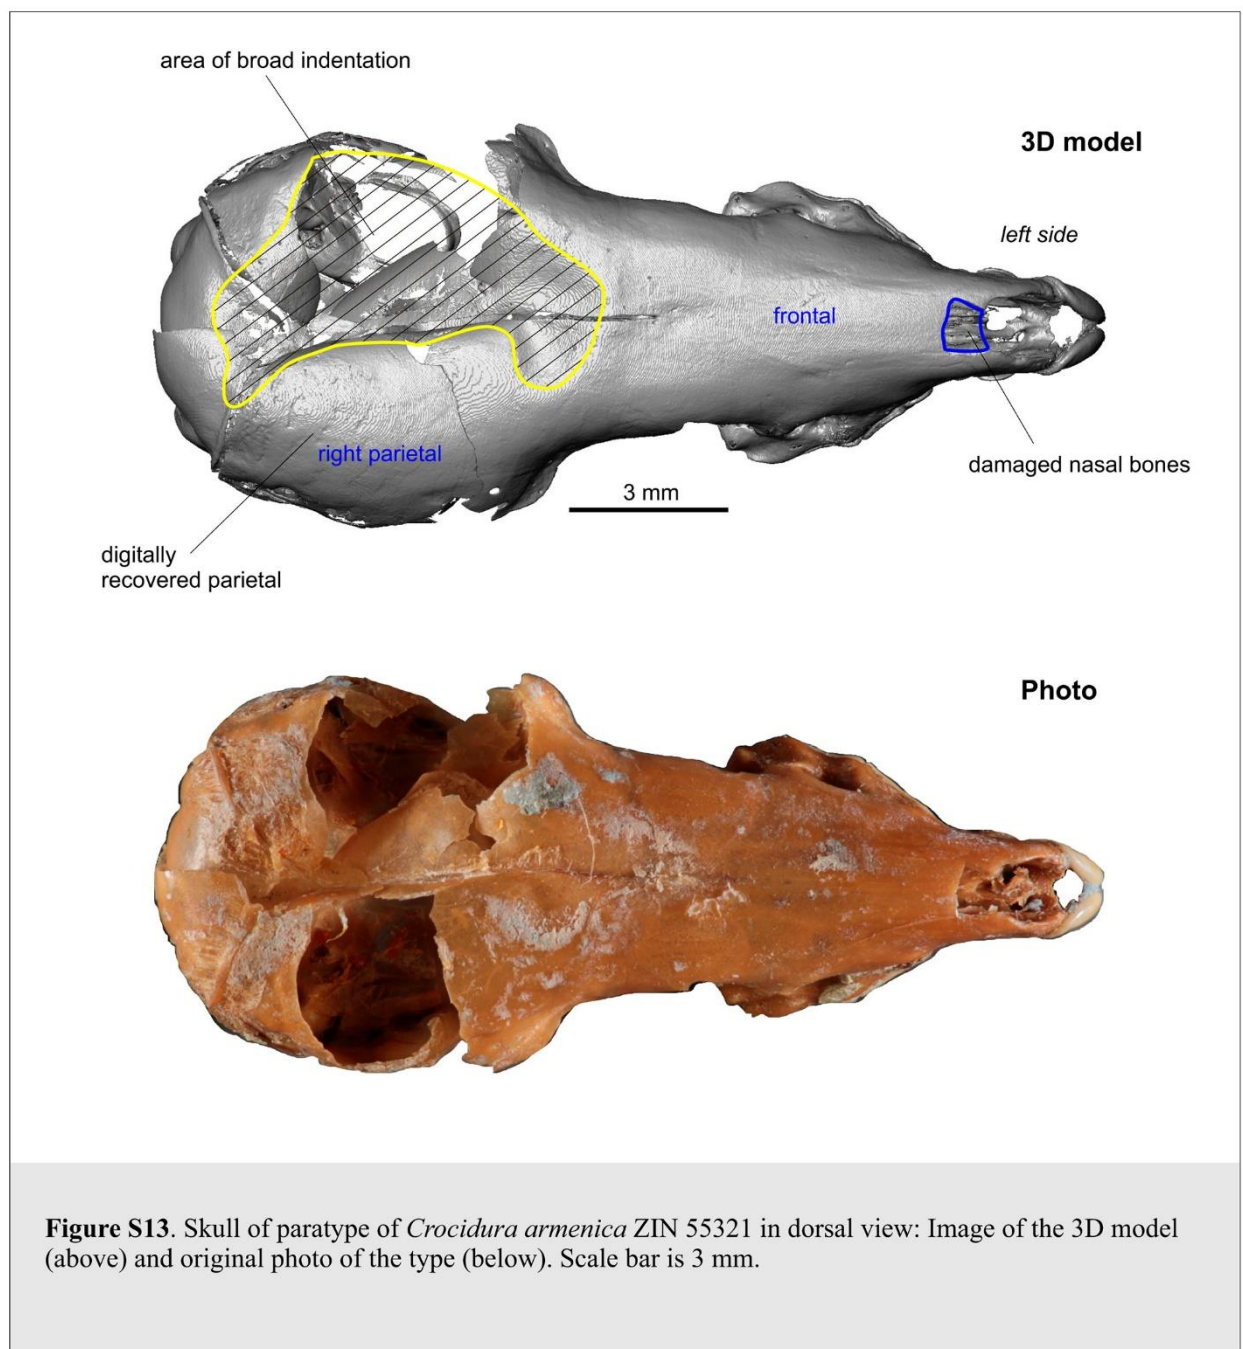 area of broad indentation
3D model
left side
frontal
right parietal
damaged nasal bones
3 mm
digitally
recovered parietal
Photo
Figure S13. Skull of paratype of Crocidura armenica ZIN 55321 in dorsal view: Image of the 3D model
(above) and original photo of the type (below). Scale bar is 3 mm.